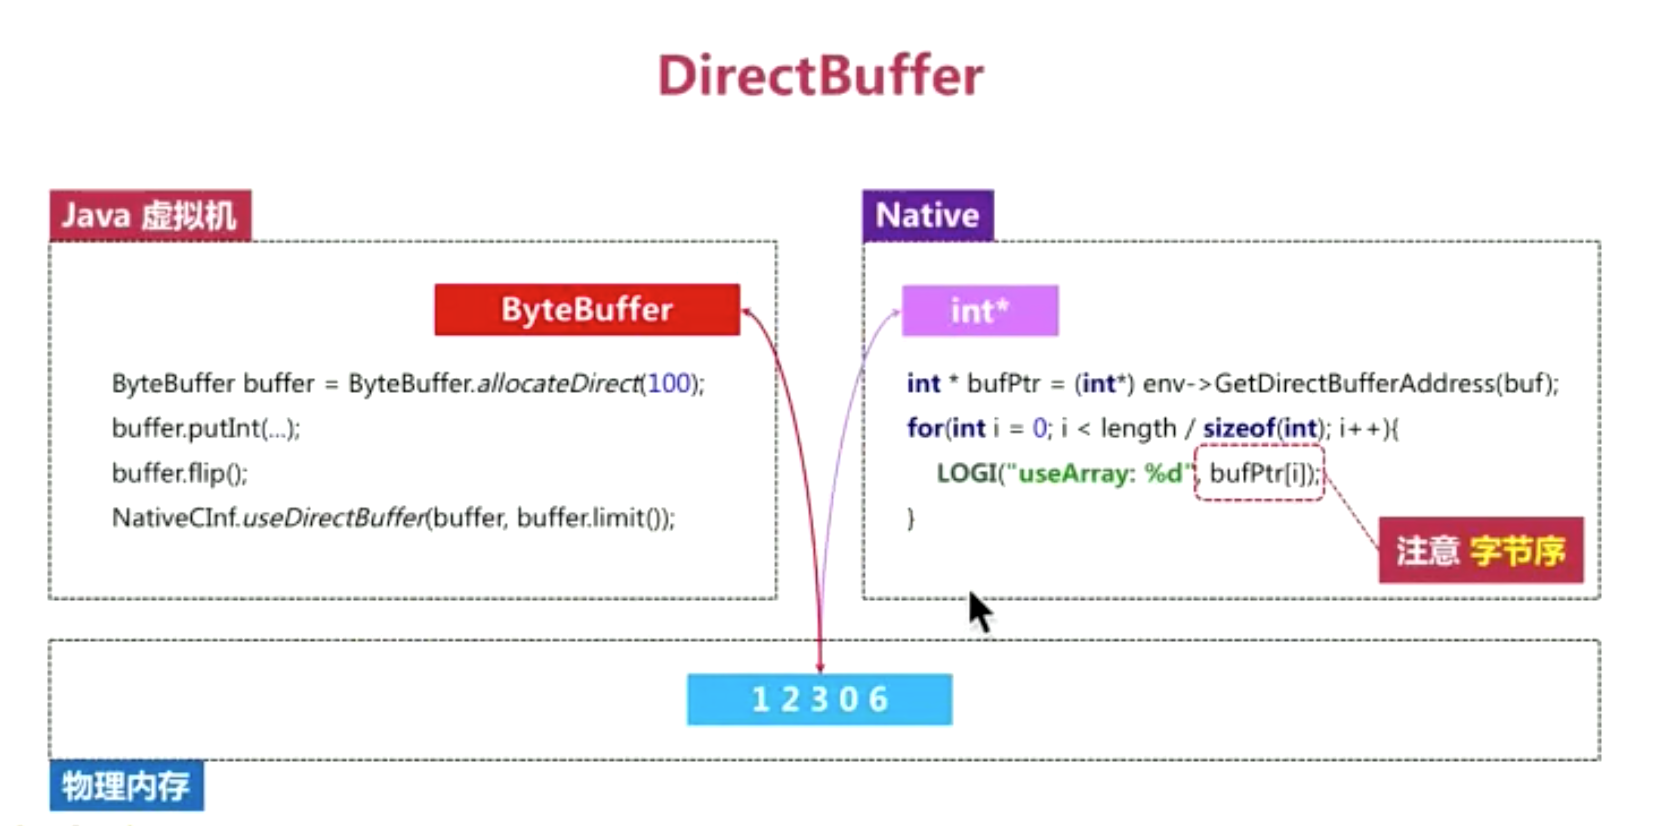 DirectBuffer
Java 虚拟机
ByteBuffer
ByteBuffer buffer = ByteBuffer.allocateDirect(100);
buffer.putInt(...);
buffer.flip();
NativeCInf.useDirectBuffer(buffer, buffer.limit());
Native
int*
int * bufPtr = (int*) env->GetDirectBufferAddress(buf);
for(int i = 0; i < length / sizeof(int); i++){
LOGI("useArray: %d", bufPtr[i]);
}
注意 字节序
1 2 3 0 6
物理内存